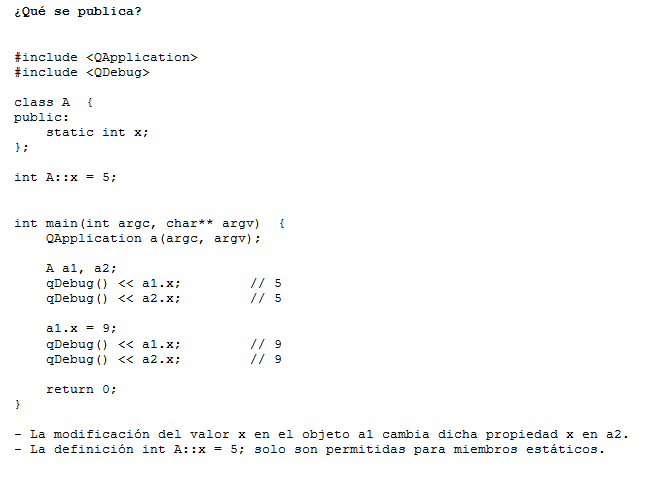 ¿Qué se publica?
#include <QApplication>
#include <QDebug>
class A  {
public:
    static int x;
};
int A::x = 5;
int main(int argc, char** argv)  {
    QApplication a(argc, argv);
    A a1, a2;
    qDebug() << a1.x;         // 5
    qDebug() << a2.x;         // 5
    a1.x = 9;
    qDebug() << a1.x;         // 9
    qDebug() << a2.x;         // 9
    return 0;
}
- La modificación del valor x en el objeto a1 cambia dicha propiedad x en a2.
- La definición int A::x = 5; solo son permitidas para miembros estáticos.